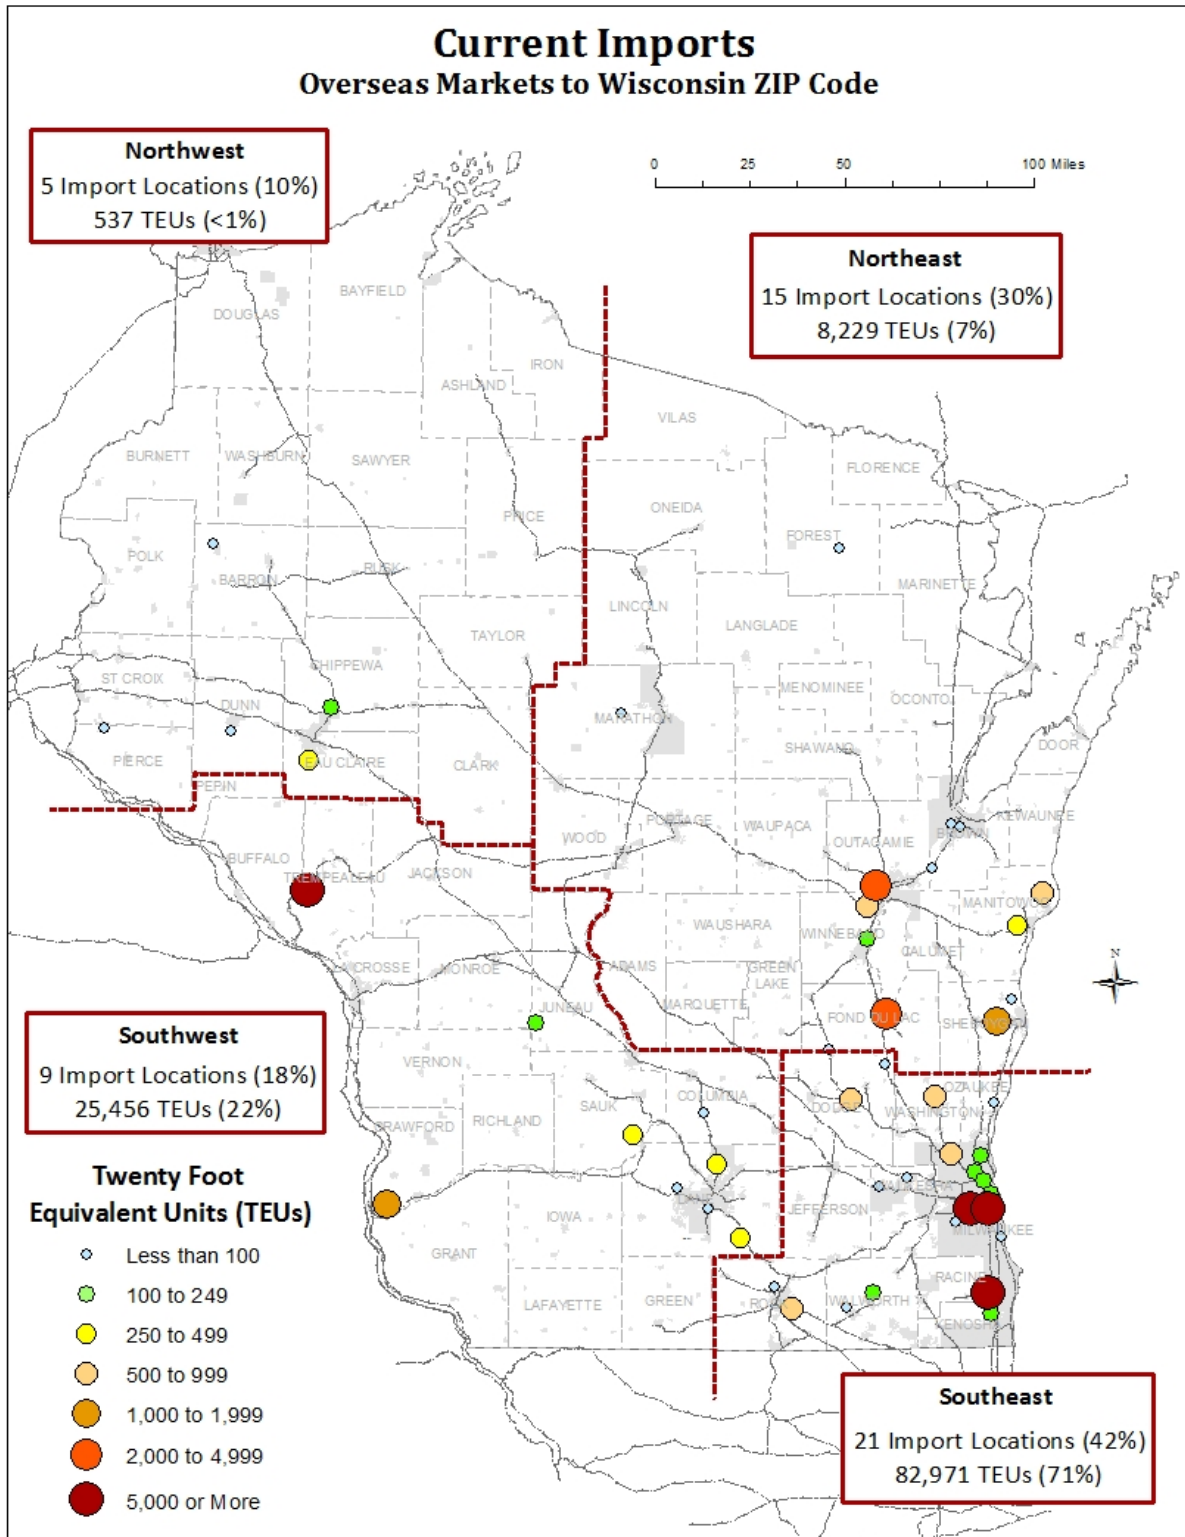 Current Imports
Overseas Markets to Wisconsin ZIP Code
Northwest
5 Import Locations (10%)
537 TEUs (<1%)
0 25 50 100 Miles
Northeast
15 Import Locations (30%)
8,229 TEUs (7%)
BAYFIELD
DOUGLAS
IRON
ASHLAND
VILAS
BURNETT
WASHBURN
SAWYER
FLORENCE
ONEIDA
PRICE
FOREST
POLK
BARRON
RUSK
MARINETTE
LINCOLN
LANGLADE
TAYLOR
CHIPPEWA
ST CROIX
MENOMINEE
OCONTO
DUNN
MARATHON
SHAWANO
DOOR
PIERCE
EAU CLAIRE
CLARK
PEPIN
KEWAUNEE
PORTAGE
WAUPACA
BROWN
WOOD
OUTAGAMIE
BUFFALO
TREMPEALEAU
JACKSON
MANITOWOC
WAUSHARA
WINNEBAGO
CALUMET
CROSSE
MONROE
ADAMS
GREEN
LAKE
N
JUNEAU
MARQUETTE
FOND DU LAC
SHEBOYGAN
Southwest
9 Import Locations (18%)
25,456 TEUs (22%)
VERNON
OZAUKEE
COLUMBIA
SAUK
DODGE
WASHINGTON
RICHLAND
CRAWFORD
JEFFERSON
IOWA
MILWAUKEE
GRANT
RACINE
GREEN
ROCK
WALWORTH
LAFAYETTE
KENOSHA
Twenty Foot
Equivalent Units (TEUs)
Less than 100
100 to 249
250 to 499
500 to 999
1,000 to 1,999
2,000 to 4,999
5,000 or More
Southeast
21 Import Locations (42%)
82,971 TEUs (71%)